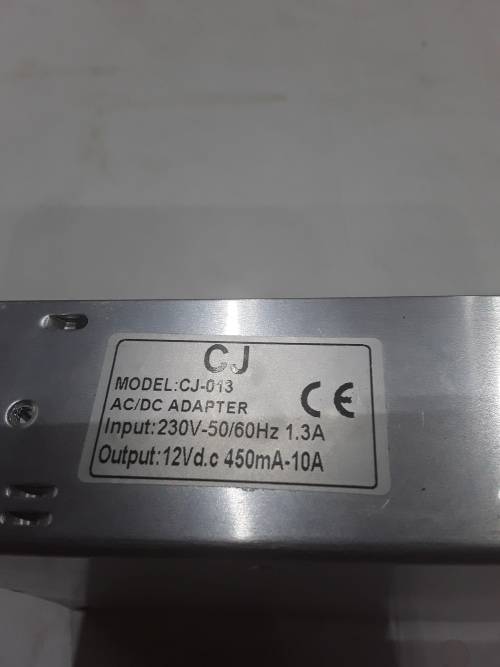 CJ
MODEL:CJ-013
AC/DC ADAPTER
CE
Input:230V-50/60Hz 1.3A
Output:12Vd.c 450mA-10A